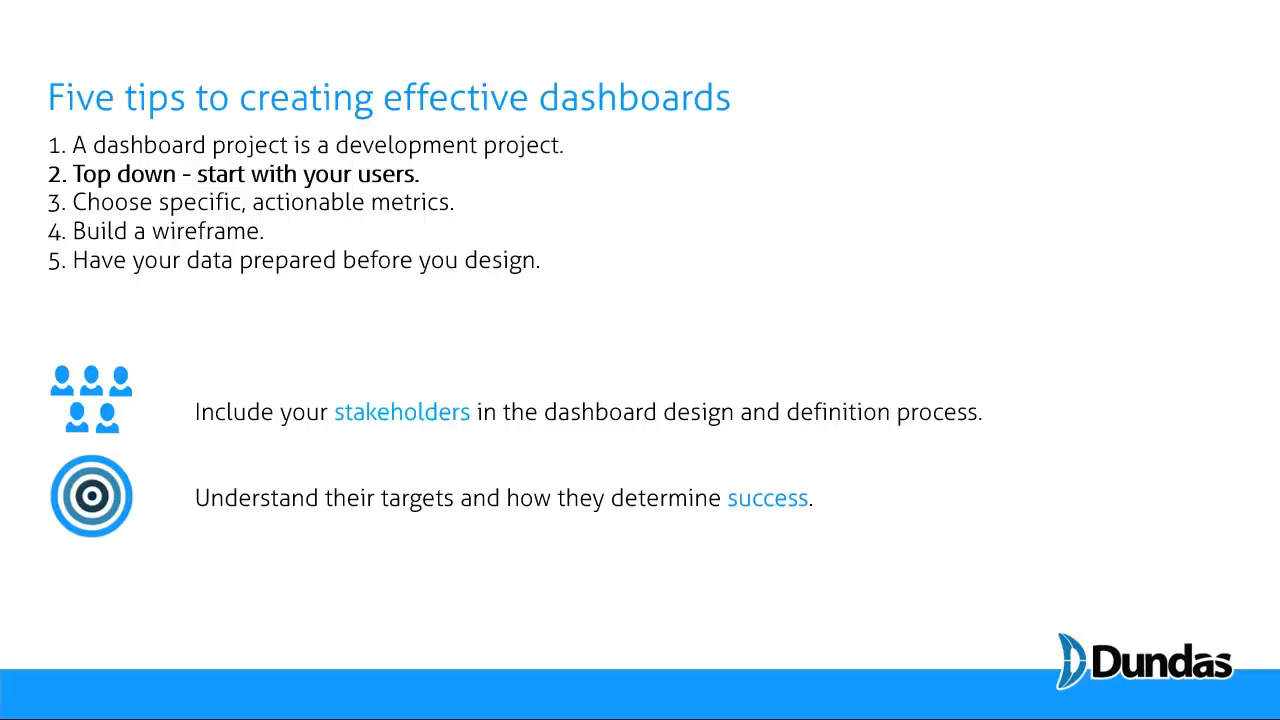 Five tips to creating effective dashboards
1. A dashboard project is a development project.
2. Top down - start with your users.
3. Choose specific, actionable metrics.
4. Build a wireframe.
5. Have your data prepared before you design.
Include your stakeholders in the dashboard design and definition process.
Understand their targets and how they determine success.
Dundas